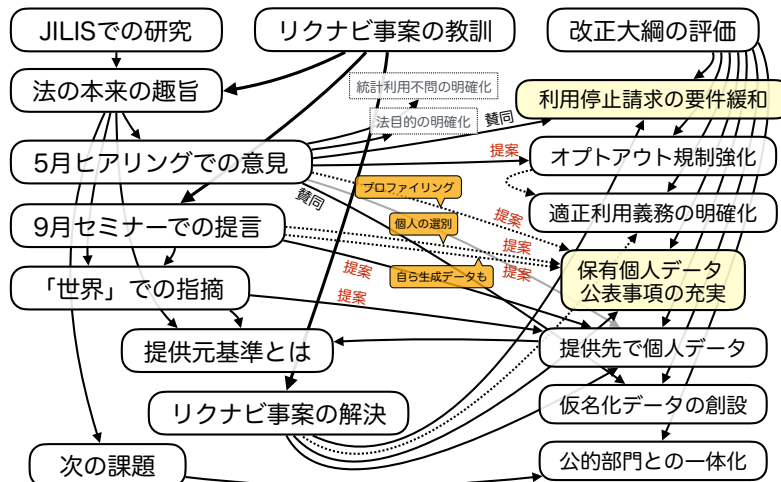 JILISでの研究
リクナビ事案の教訓
改正大綱の評価
法の本来の趣旨
統計利用不問の明確化
利用停止請求の要件緩和
法目的の明確化
賛同
5月ヒアリングでの意見
提案
オプトアウト規制強化
プロファイリング
賛同
適正利用義務の明確化
9月セミナーでの提言
個人の選別
提案
提案
「世界」での指摘
提案
自ら生成データも
提案
保有個人データ
公表事項の充実
提案
提供元基準とは
提供先で個人データ
リクナビ事案の解決
仮名化データの創設
次の課題
公的部門との一体化